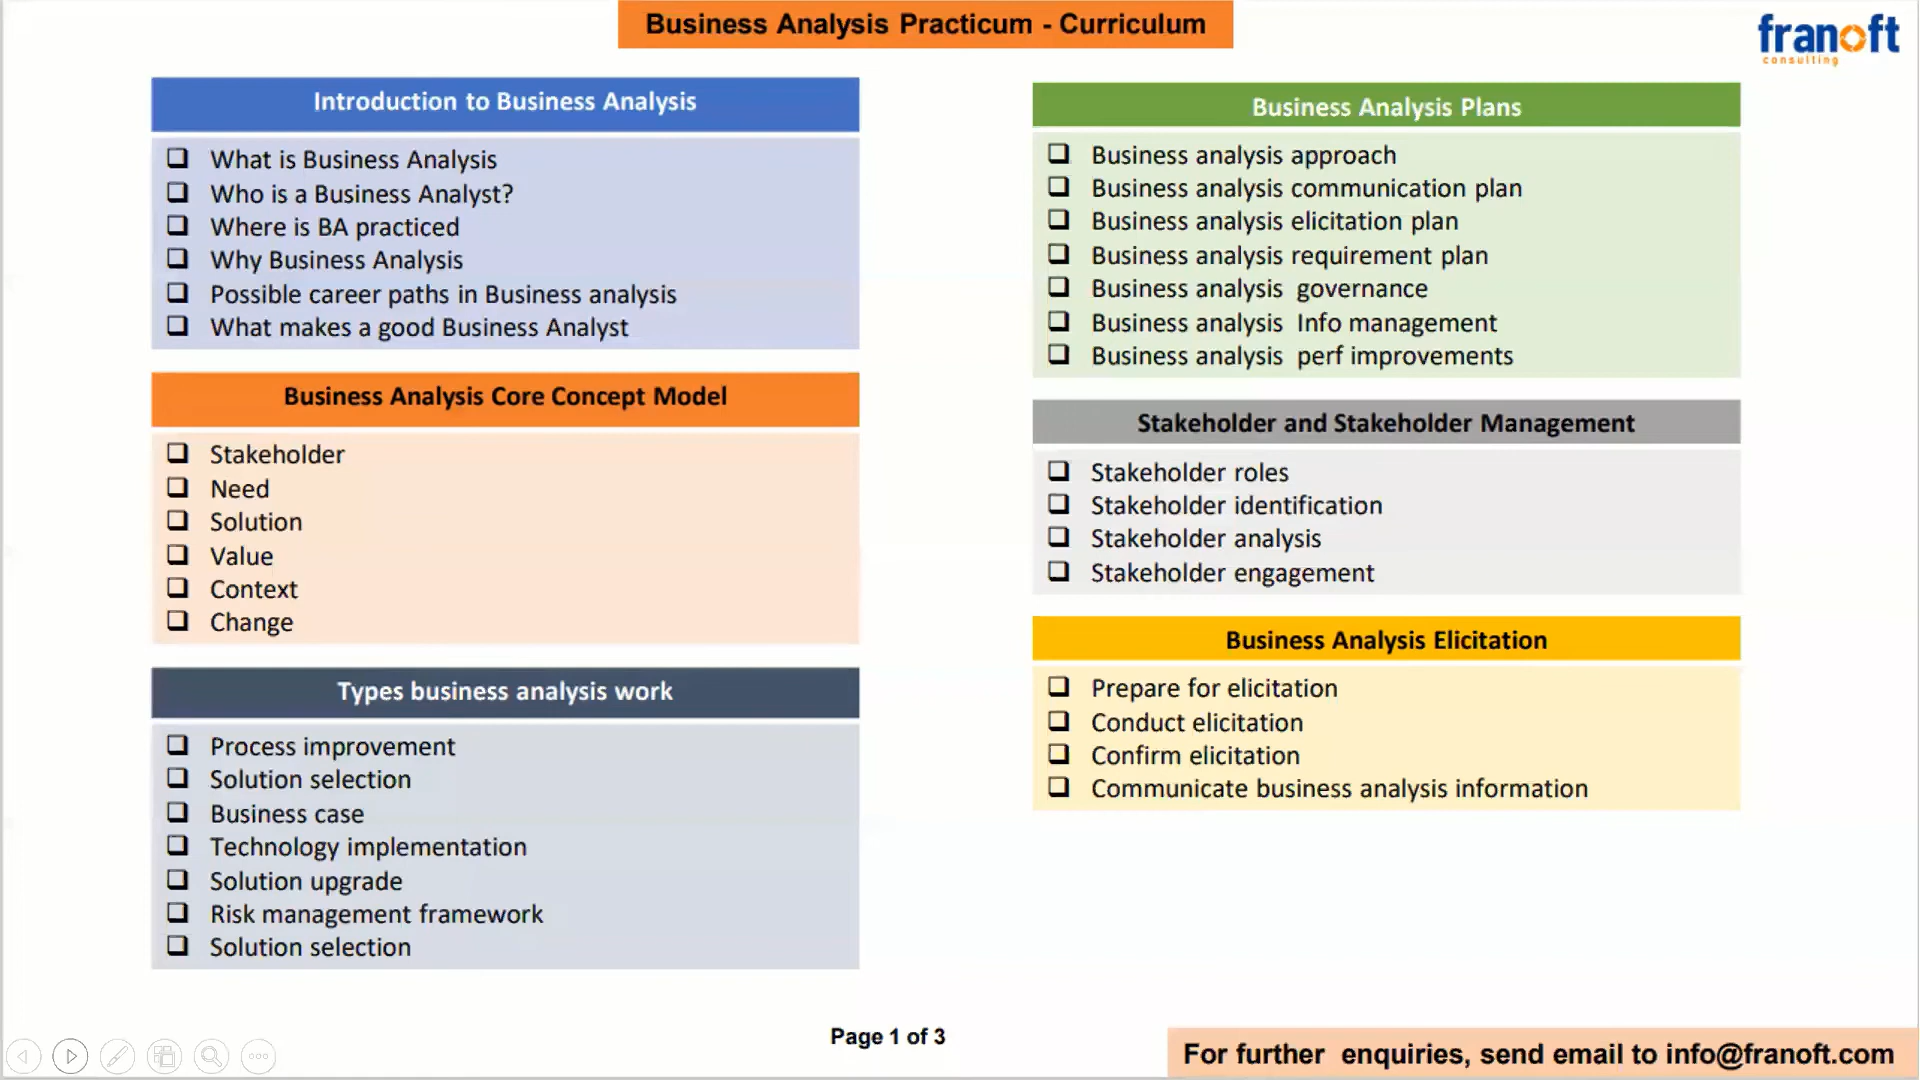 Business Analysis Practicum - Curriculum
franoft
consulting
Introduction to Business Analysis
What is Business Analysis
Who is a Business Analyst?
Where is BA practiced
Why Business Analysis
Possible career paths in Business analysis
What makes a good Business Analyst
Business Analysis Core Concept Model
Stakeholder
Need
Solution
Value
Context
Change
Types business analysis work
Process improvement
Solution selection
Business case
Technology implementation
Solution upgrade
Risk management framework
Solution selection
Business Analysis Plans
Business analysis approach
Business analysis communication plan
Business analysis elicitation plan
Business analysis requirement plan
Business analysis  governance
Business analysis  Info management
Business analysis  perf improvements
Stakeholder and Stakeholder Management
Stakeholder roles
Stakeholder identification
Stakeholder analysis
Stakeholder engagement
Business Analysis Elicitation
Prepare for elicitation
Conduct elicitation
Confirm elicitation
Communicate business analysis information
Page 1 of 3
For further  enquiries, send email to info@franoft.com